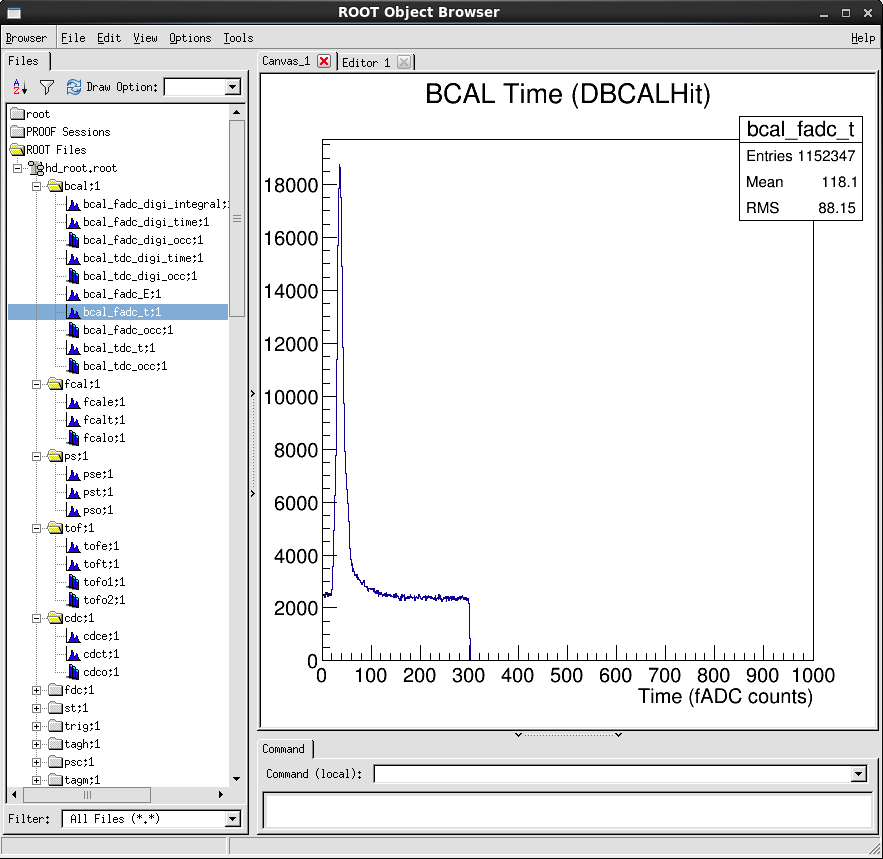 ROOT Object Browser
Browser File Edit View Options Tools Help
Files
Draw Option:
root
PROOF Sessions
ROOT Files
hd_root.root
bcal;1
bcal_fadc_digi_integral;
bcal_fadc_digi_time;1
bcal_fadc_digi_occ;1
bcal_tdc_digi_time;1
bcal_tdc_digi_occ;1
bcal_fadc_E;1
bcal_fadc_t;1
bcal_fadc_occ;1
bcal_tdc_t;1
bcal_tdc_occ;1
fcal;1
fcale;1
fcalt;1
fcalo;1
ps;1
pse;1
pst;1
pso;1
tof;1
tofe;1
toft;1
tofo1;1
tofo2;1
cdc;1
cdce;1
cdct;1
cdco;1
fdc;1
st;1
trig;1
tagh;1
psc;1
tagm;1
Filter: All Files (*.*)
Canvas_1 Editor 1
BCAL Time (DBCALHit)
bcal_fadc_t
Entries 1152347
Mean 118.1
RMS 88.15
18000
16000
14000
12000
10000
8000
6000
4000
2000
0
0 100 200 300 400 500 600 700 800 900 1000
Time (fADC counts)
Command
Command (local):